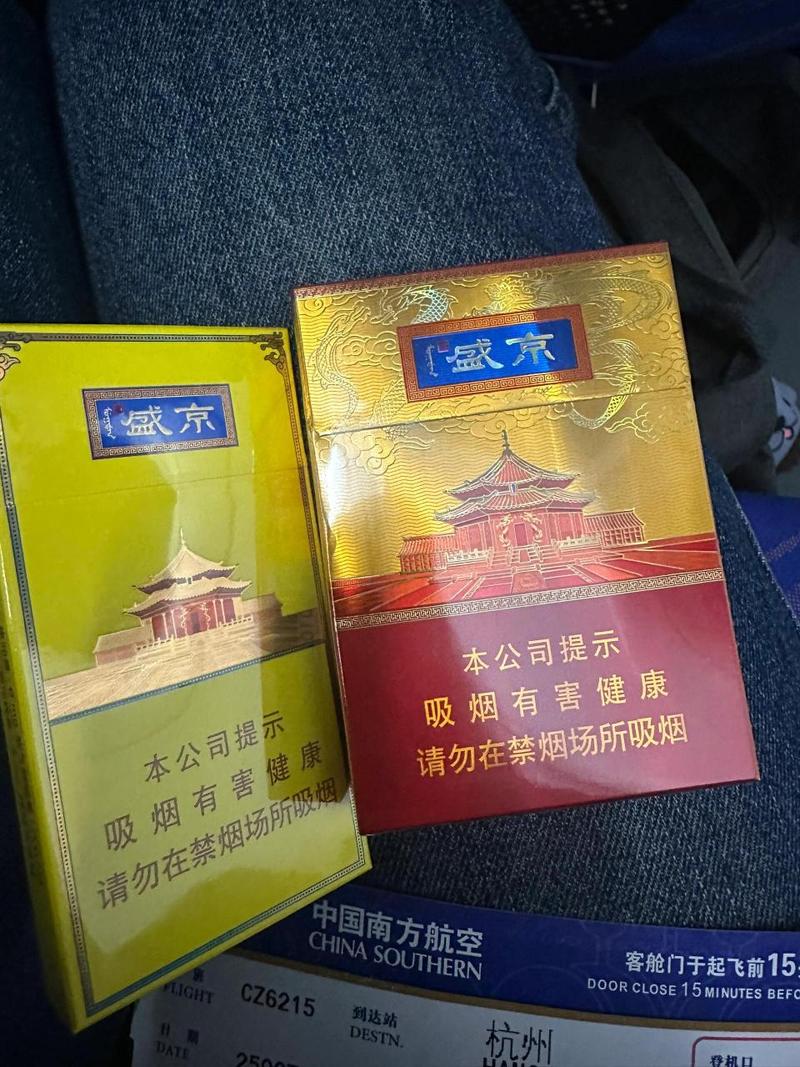 盛京
本公司提示
吸烟有害健康
请勿在禁烟场所吸烟
盛京
本公司提示
吸烟有害健康
请勿在禁烟场所吸烟
中国南方航空
CHINA SOUTHERN
客舱门于起飞前15
DOOR CLOSE 15 MINUTES BEFO
班
FLIGHT CZ6215
到达站
DESTN.
杭州
日期
DATE
登机口